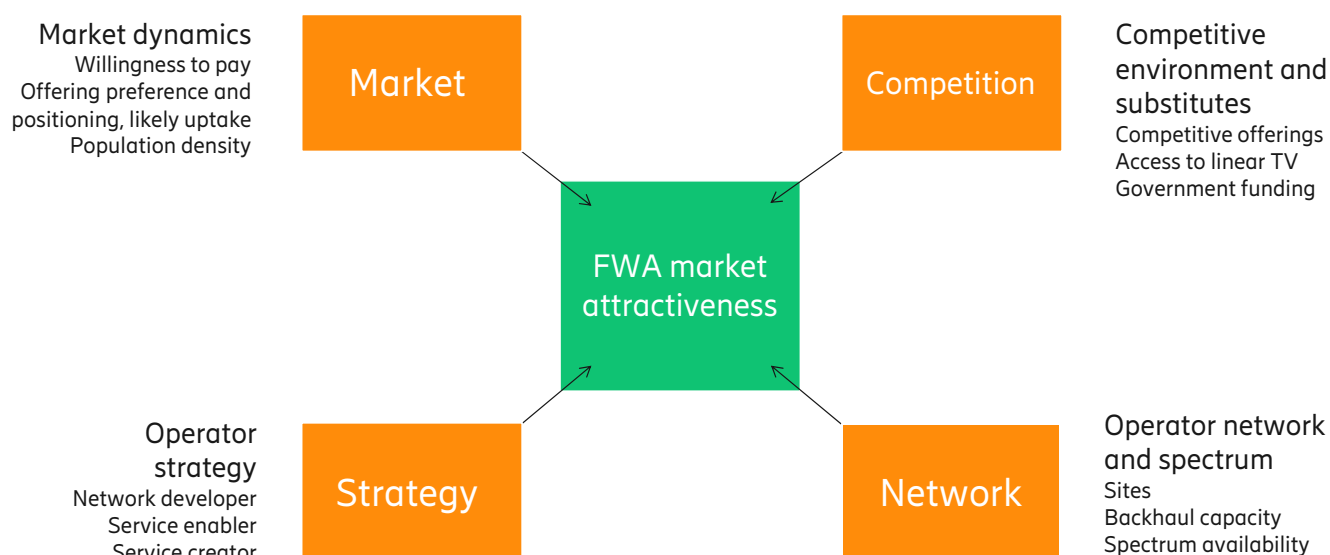 Market dynamics
Willingness to pay
Offering preference and
positioning, likely uptake
Population density
Market
Competition
Competitive
environment and
substitutes
Competitive offerings
Access to linear TV
Government funding
FWA market
attractiveness
Operator
strategy
Network developer
Service enabler
Service creator
Strategy
Network
Operator network
and spectrum
Sites
Backhaul capacity
Spectrum availability